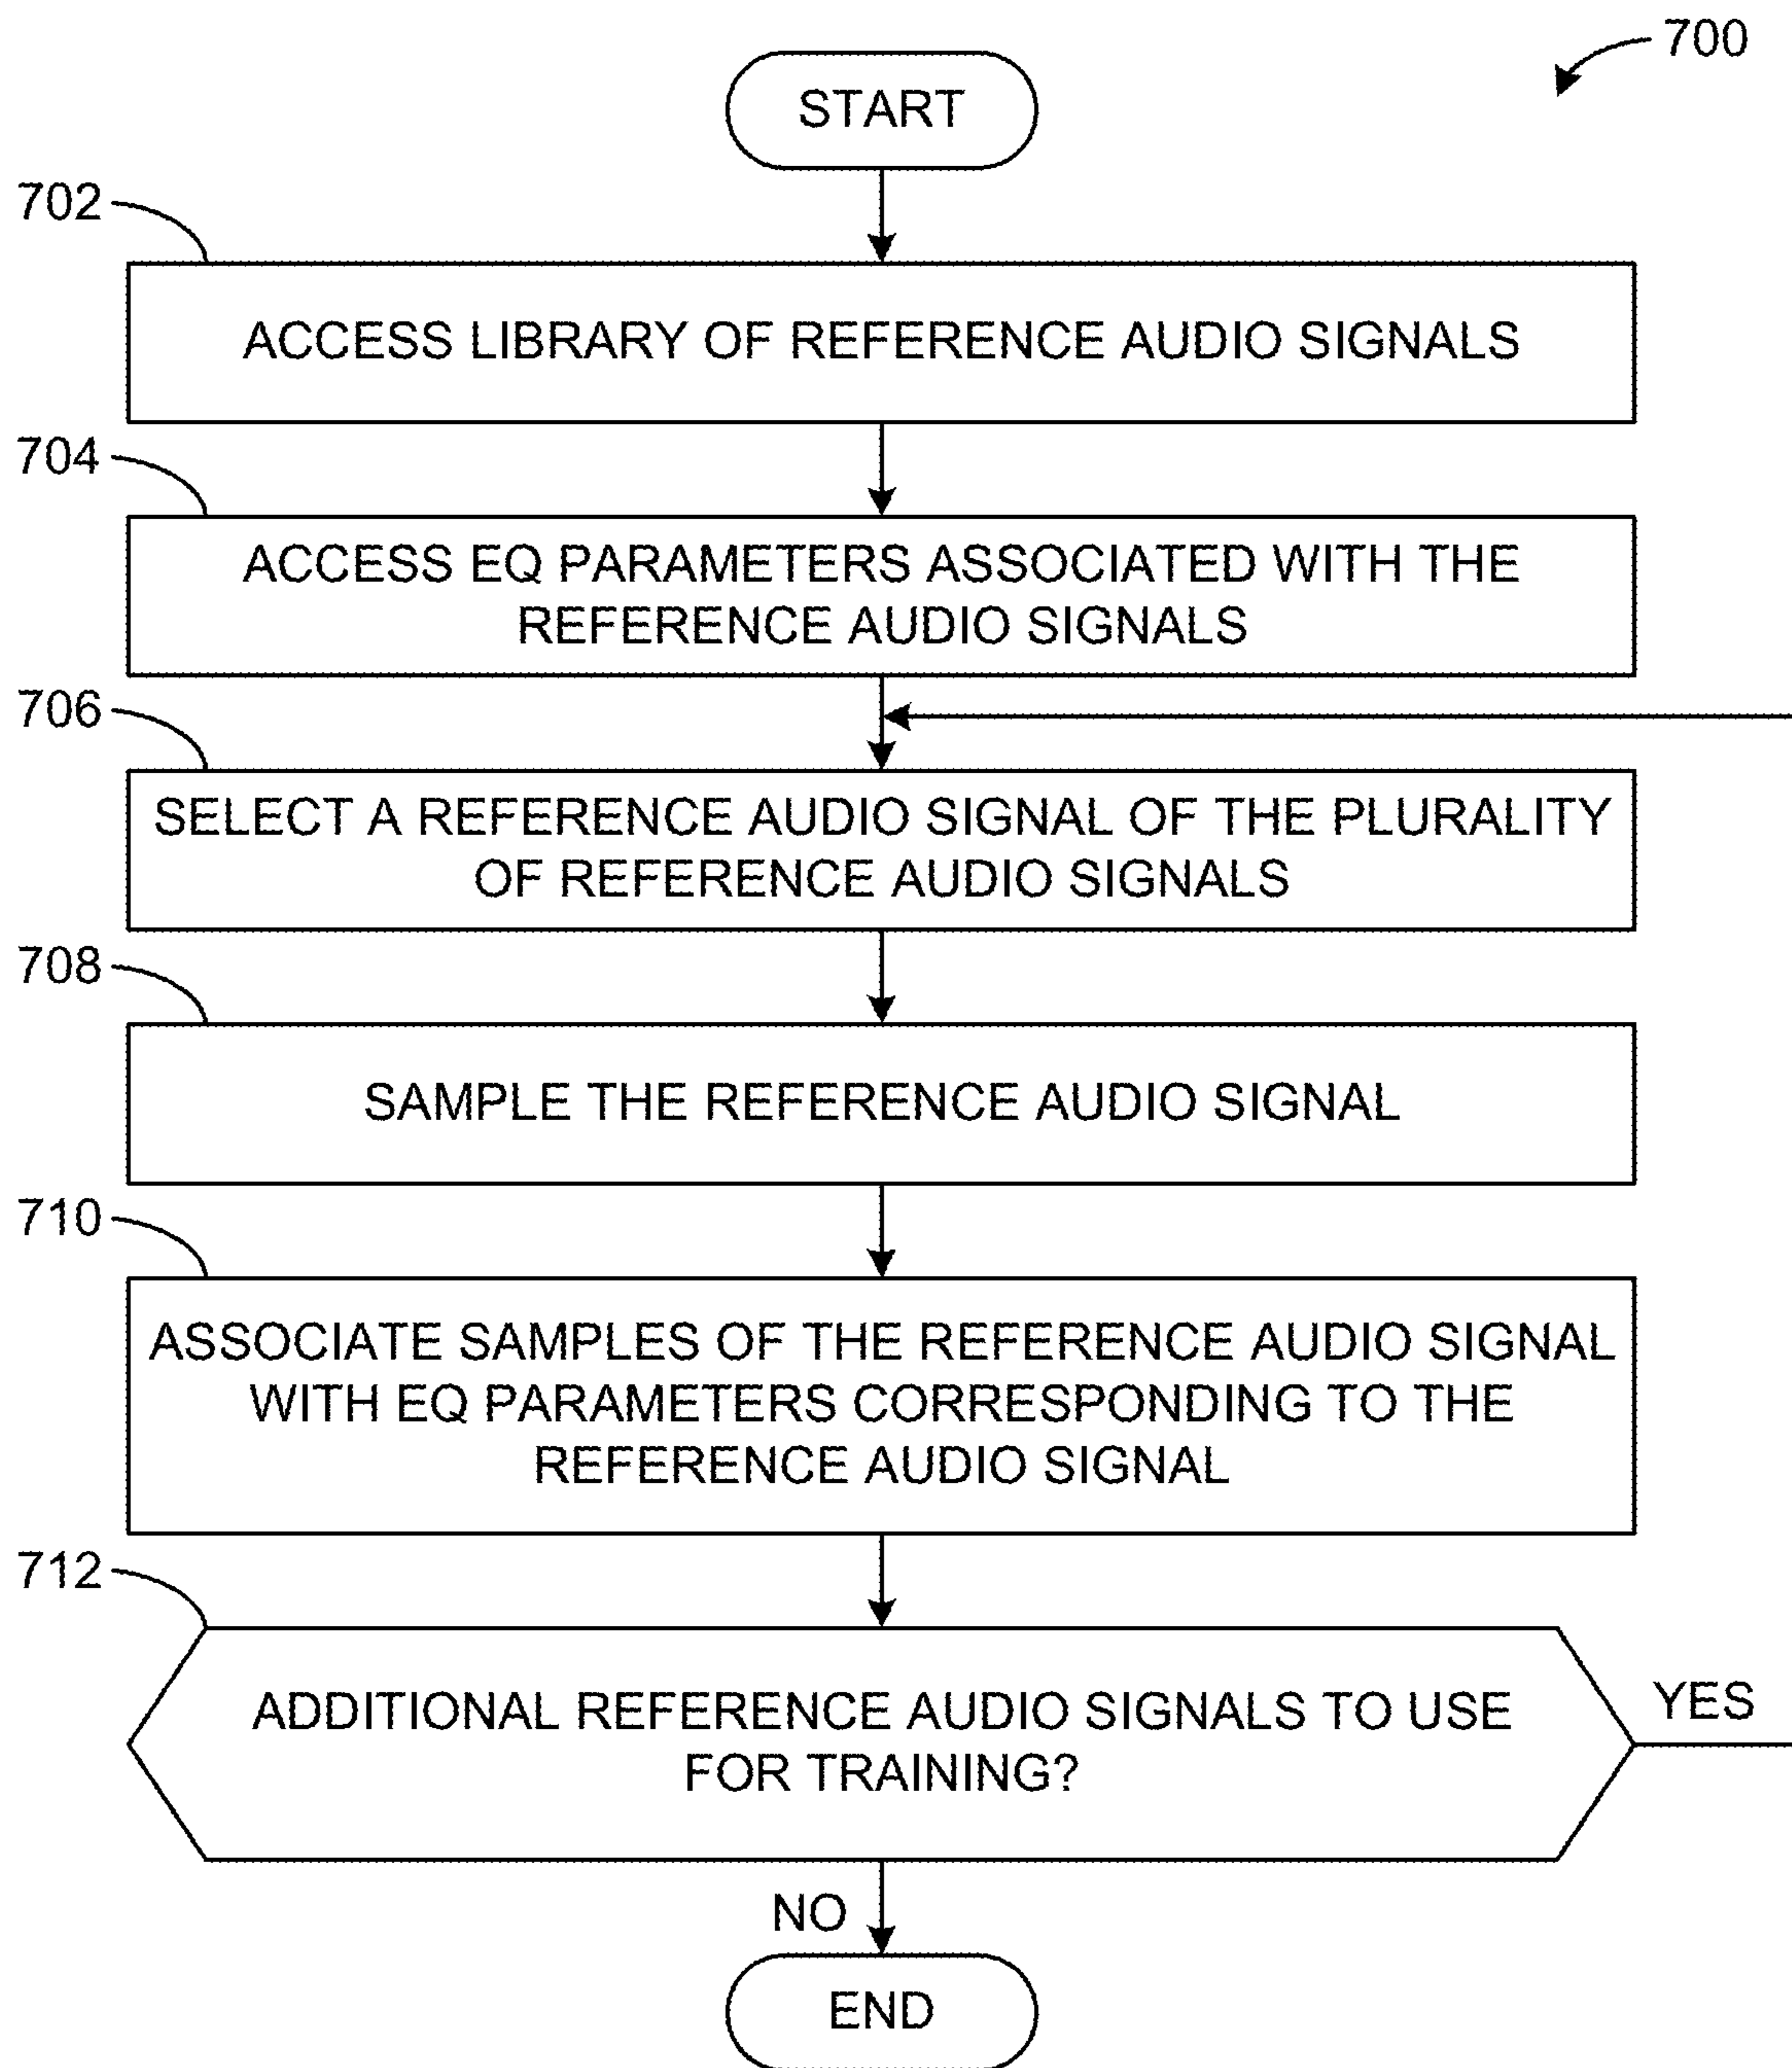 700
START
702
ACCESS LIBRARY OF REFERENCE AUDIO SIGNALS
704
ACCESS EQ PARAMETERS ASSOCIATED WITH THE
REFERENCE AUDIO SIGNALS
706
SELECT A REFERENCE AUDIO SIGNAL OF THE PLURALITY
OF REFERENCE AUDIO SIGNALS
708
SAMPLE THE REFERENCE AUDIO SIGNAL
710
ASSOCIATE SAMPLES OF THE REFERENCE AUDIO SIGNAL
WITH EQ PARAMETERS CORRESPONDING TO THE
REFERENCE AUDIO SIGNAL
712
ADDITIONAL REFERENCE AUDIO SIGNALS TO USE
FOR TRAINING?
YES
NO
END